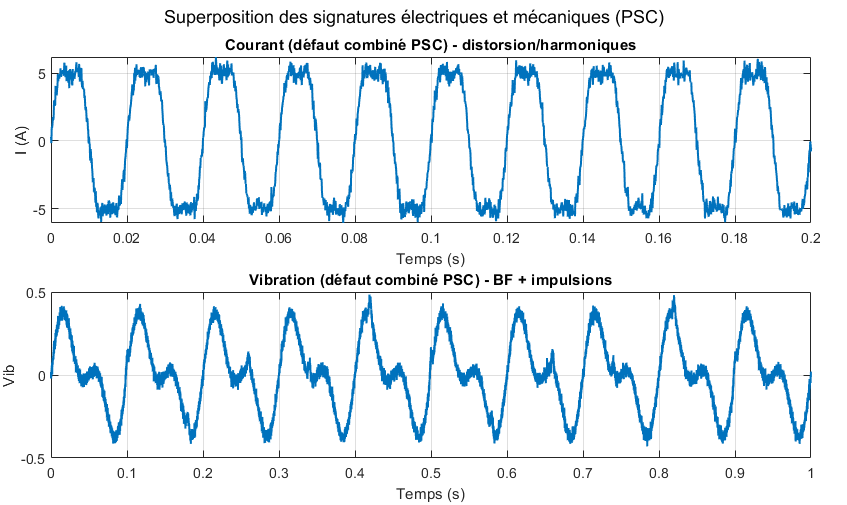 Superposition des signatures électriques et mécaniques (PSC)
Courant (défaut combiné PSC) - distorsion/harmoniques
I (A)
5
0
-5
0 0.02 0.04 0.06 0.08 0.1 0.12 0.14 0.16 0.18 0.2
Temps (s)
Vibration (défaut combiné PSC) - BF + impulsions
Vib
0.5
0
-0.5
0 0.1 0.2 0.3 0.4 0.5 0.6 0.7 0.8 0.9 1
Temps (s)